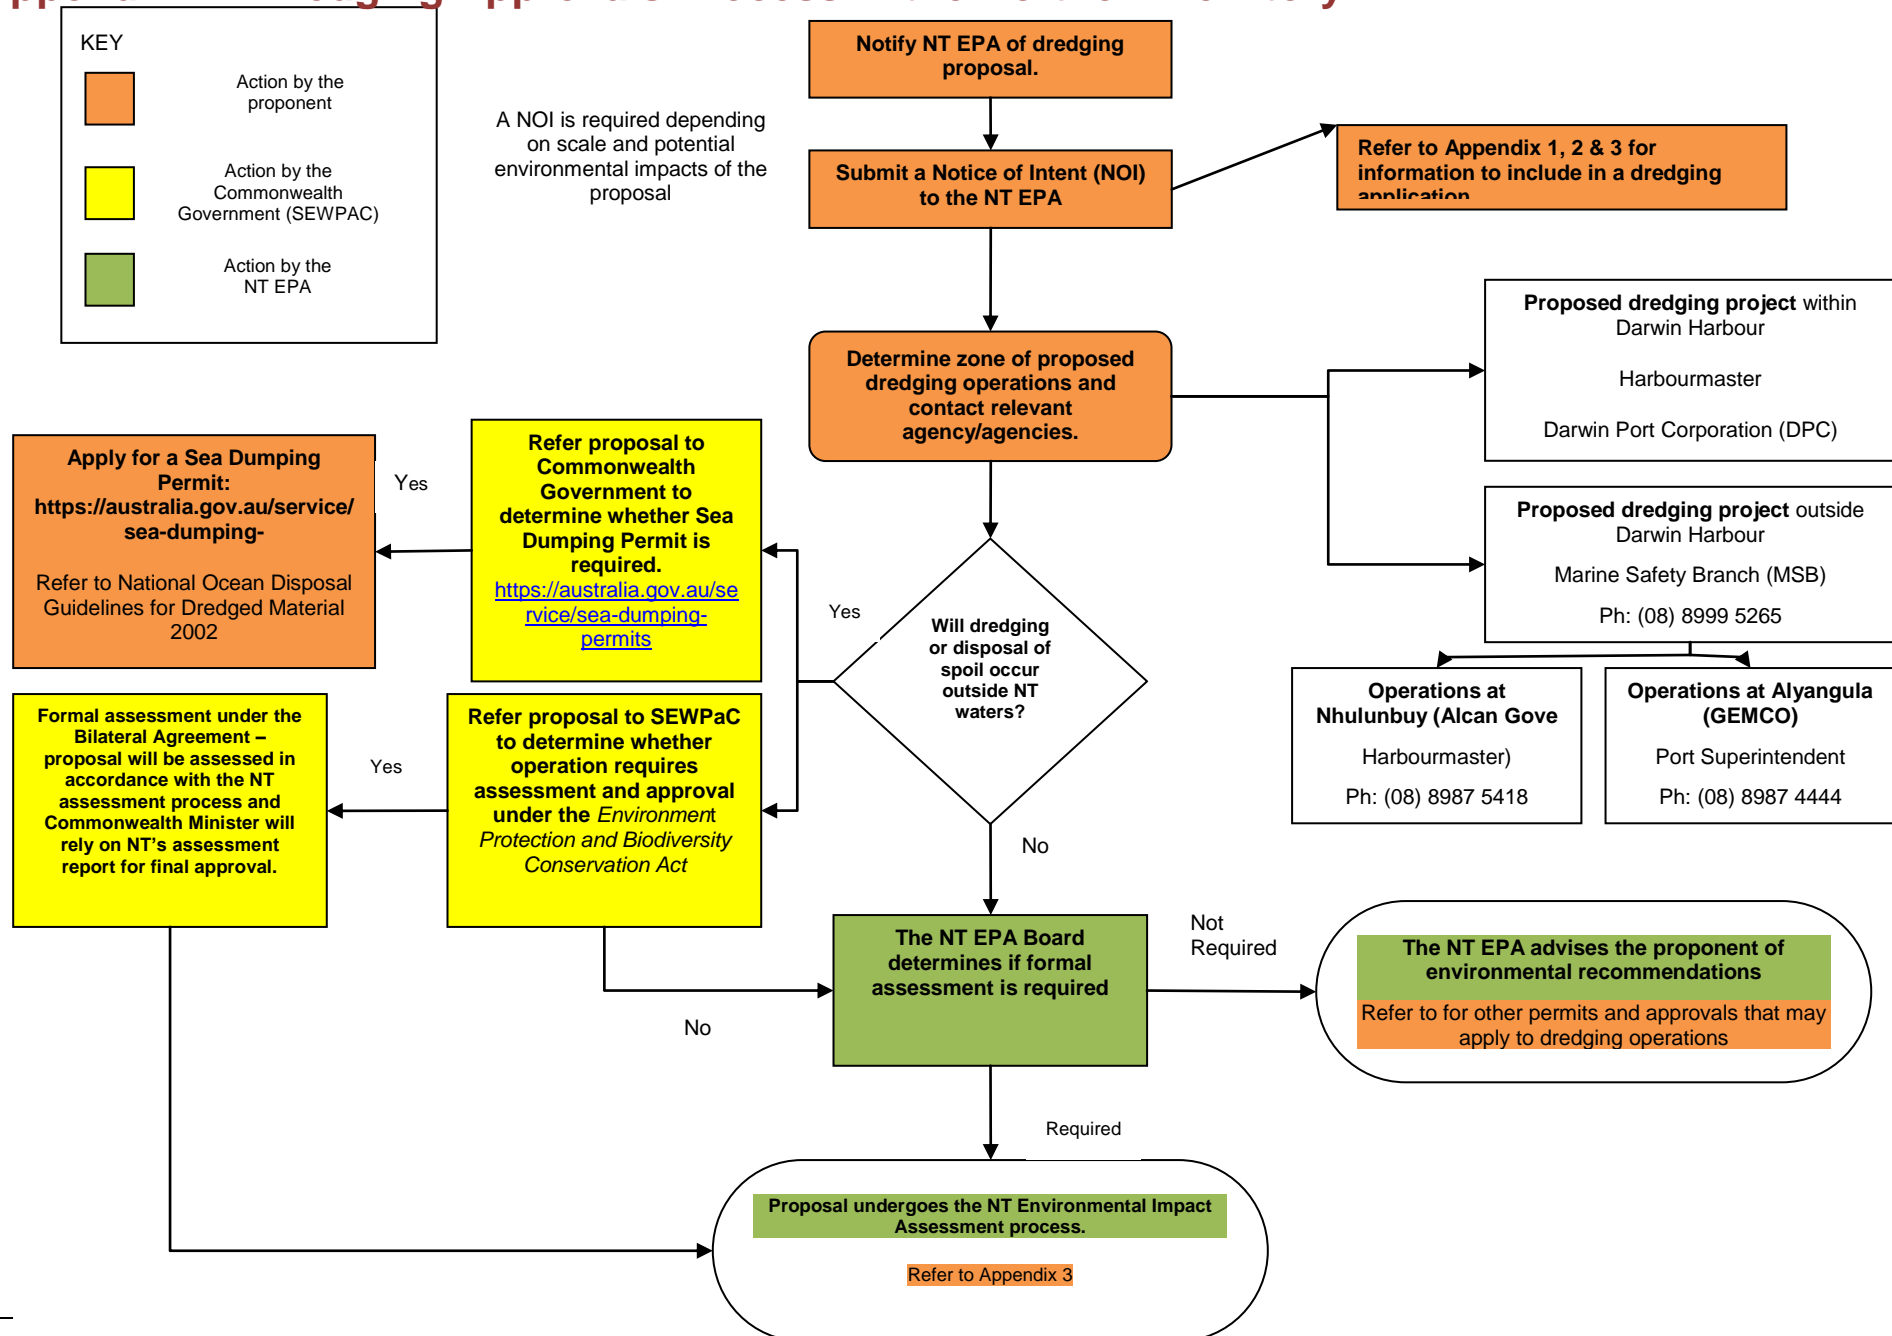 KEY
Action by the
proponent
Action by the
Commonwealth
Government (SEWPAC)
Action by the
NT EPA
A NOI is required depending
on scale and potential
environmental impacts of the
proposal
Notify NT EPA of dredging
proposal.
Submit a Notice of Intent (NOI)
to the NT EPA
Refer to Appendix 1, 2 & 3 for
information to include in a dredging
application
Determine zone of proposed
dredging operations and
contact relevant
agency/agencies.
Proposed dredging project within
Darwin Harbour
Harbourmaster
Darwin Port Corporation (DPC)
Proposed dredging project outside
Darwin Harbour
Marine Safety Branch (MSB)
Ph: (08) 8999 5265
Operations at
Nhulunbuy (Alcan Gove
Harbourmaster)
Ph: (08) 8987 5418
Operations at Alyangula
(GEMCO)
Port Superintendent
Ph: (08) 8987 4444
Apply for a Sea Dumping
Permit:
https://australia.gov.au/service/
sea-dumping-
Refer to National Ocean Disposal
Guidelines for Dredged Material
2002
Yes
Refer proposal to
Commonwealth
Government to
determine whether Sea
Dumping Permit is
required.
https://australia.gov.au/se
rvice/sea-dumping-
permits
Yes
Will dredging
or disposal of
spoil occur
outside NT
waters?
Formal assessment under the
Bilateral Agreement –
proposal will be assessed in
accordance with the NT
assessment process and
Commonwealth Minister will
rely on NT's assessment
report for final approval.
Yes
Refer proposal to SEWPaC
to determine whether
operation requires
assessment and approval
under the Environment
Protection and Biodiversity
Conservation Act
No
No
The NT EPA Board
determines if formal
assessment is required
Not
Required
The NT EPA advises the proponent of
environmental recommendations
Refer to for other permits and approvals that may
apply to dredging operations
Required
Proposal undergoes the NT Environmental Impact
Assessment process.
Refer to Appendix 3